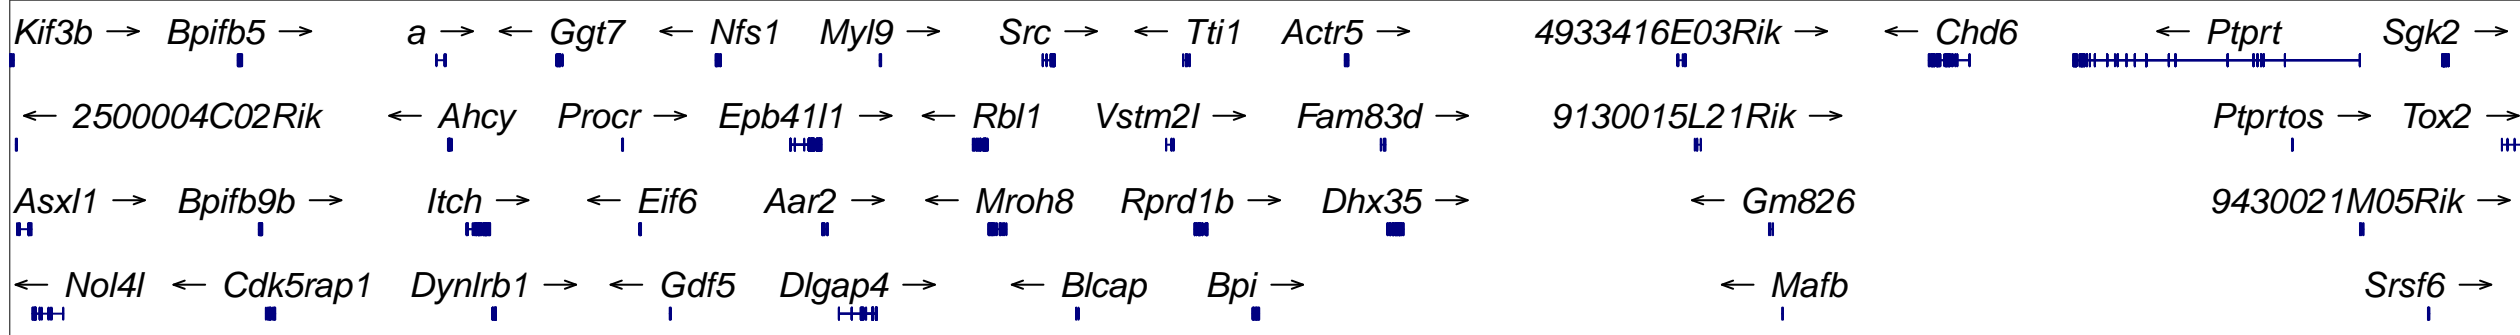 Kif3b → Bpifb5 → a → ← Ggt7 ← Nfs1 Myl9 → Src → ← Tti1 Actr5 → 4933416E03Rik → ← Chd6 ← Ptprt Sgk2 →
← 2500004C02Rik ← Ahcy Procr → Epb41l1 → ← Rbl1 Vstm2l → Fam83d → 9130015L21Rik → Ptprtos → Tox2 →
Asxl1 → Bpifb9b → Itch → ← Eif6 Aar2 → ← Mroh8 Rprd1b → Dhx35 → ← Gm826 9430021M05Rik →
← Nol4l ← Cdk5rap1 Dynlrb1 → ← Gdf5 Dlgap4 → ← Blcap Bpi → ← Mafb Srsf6 →